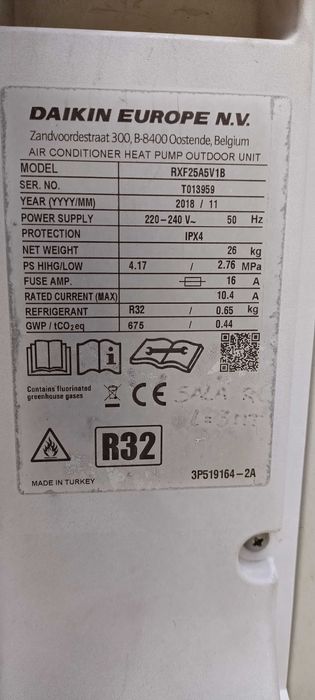 DAIKIN EUROPE N.V.
Zandvoordestraat 300, B-8400 Oostende, Belgium
AIR CONDITIONER HEAT PUMP OUTDOOR UNIT
MODEL RXF25A5V1B
SER. NO. T013959
YEAR (YYYY/MM) 2018 / 11
POWER SUPPLY 220-240 V~ 50 Hz
PROTECTION IPX4
NET WEIGHT 26 kg
PS HIHG/LOW 4.17 / 2.76 MPa
FUSE AMP. 16 A
RATED CURRENT (MAX) 10.4 A
REFRIGERANT R32 / 0.65 kg
GWP / tCO2eq 675 / 0.44
Contains fluorinated
greenhouse gases
CE
SALA
R32
3P519164-2A
MADE IN TURKEY